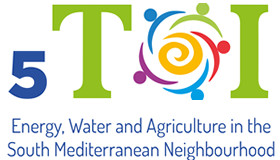 5 TOI
Energy, Water and Agriculture in the
South Mediterranean Neighbourhood